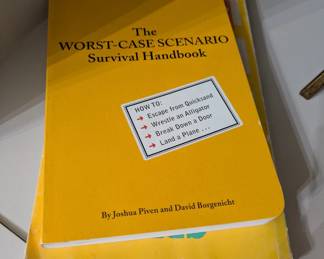 The
WORST-CASE SCENARIO
Survival Handbook
HOW TO:
Escape from Quicksand
Wrestle an Alligator
Break Down a Door
Land a Plane ...
By Joshua Piven and David Borgenicht